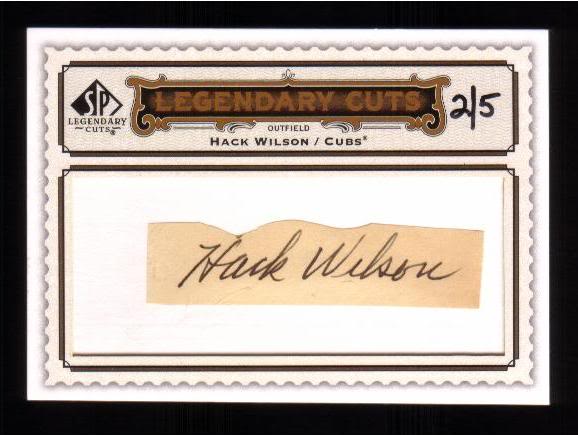 SP
LEGENDARY
CUTS®
LEGENDARY CUTS
2/5
OUTFIELD
HACK WILSON / CUBS®
Hack Wilson